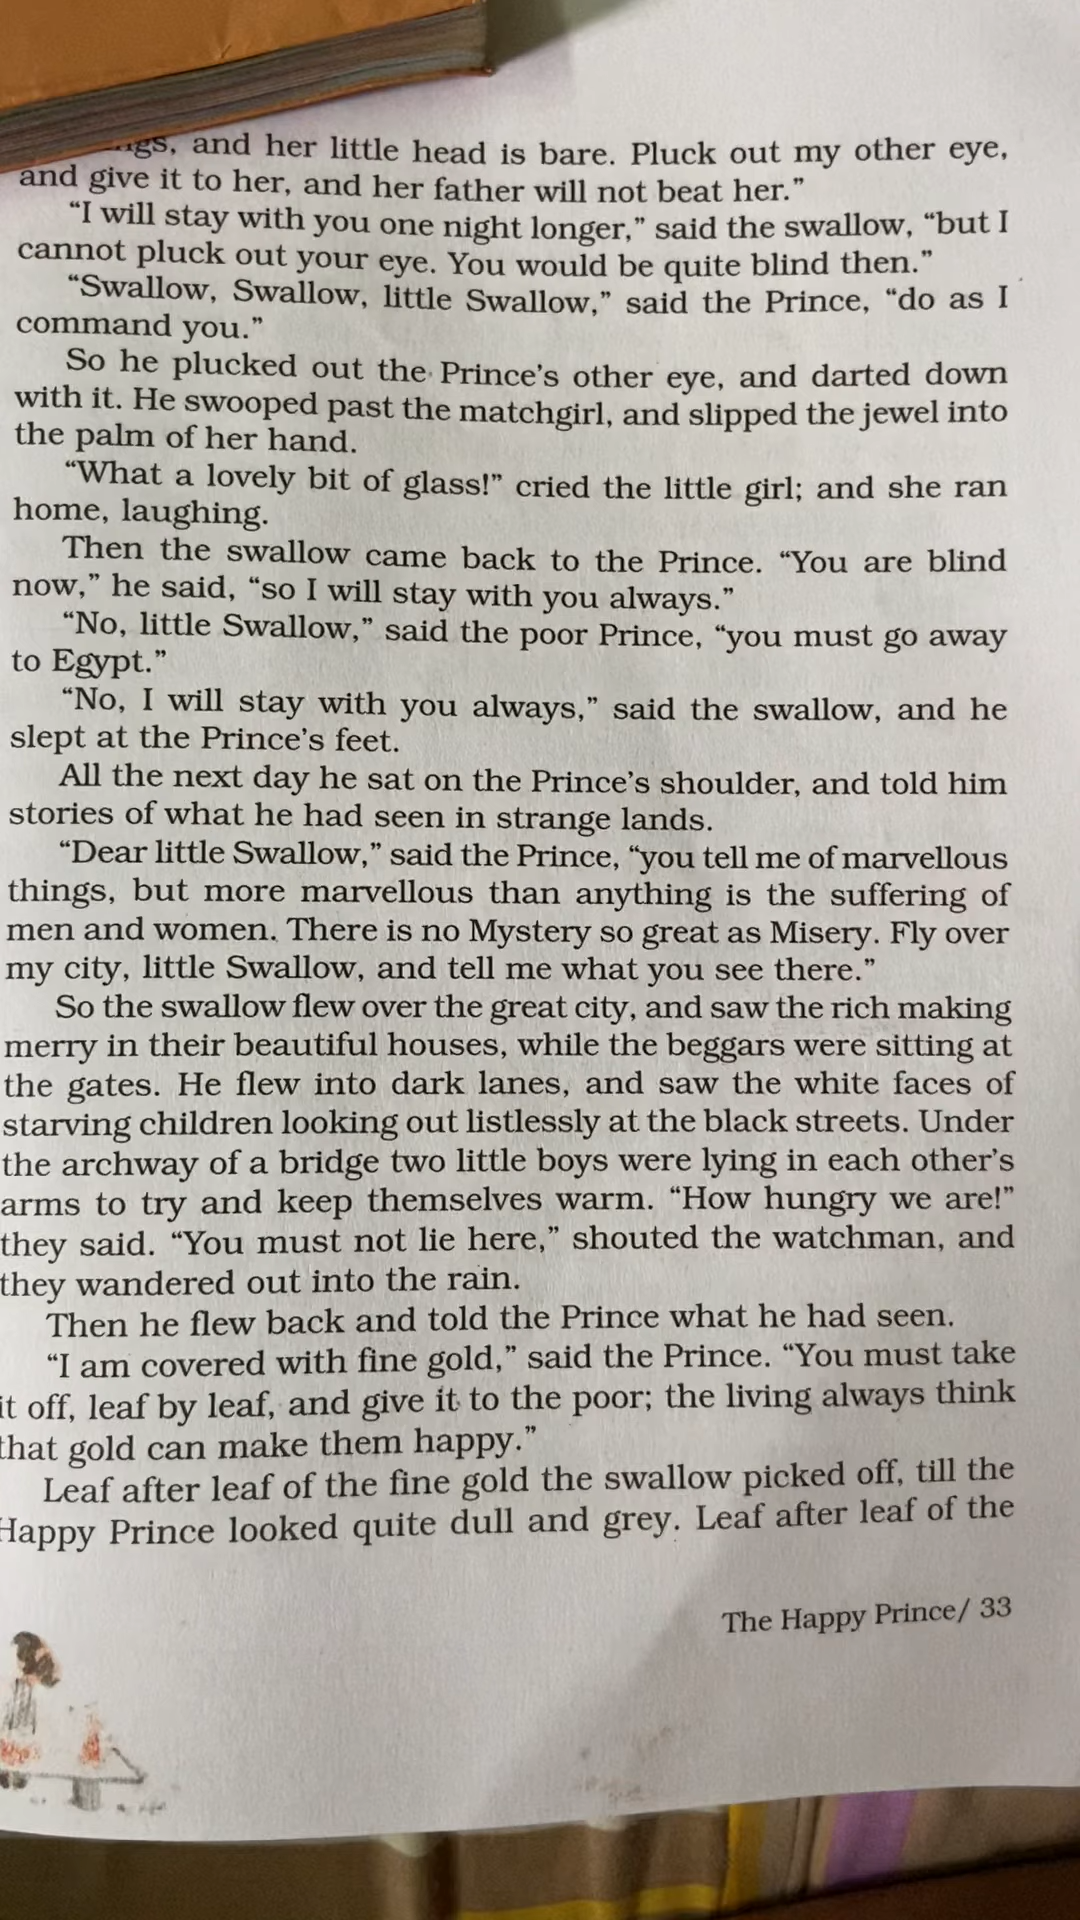 and her little head is bare. Pluck out my other eye,
and give it to her, and her father will not beat her.”
“I will stay with you one night longer,” said the swallow, “but I
cannot pluck out your eye. You would be quite blind then.”
“Swallow, Swallow, little Swallow,” said the Prince, “do as I
command you.”
So he plucked out the Prince’s other eye, and darted down
with it. He swooped past the matchgirl, and slipped the jewel into
the palm of her hand.
“What a lovely bit of glass!” cried the little girl; and she ran
home, laughing.
Then the swallow came back to the Prince. “You are blind
now,” he said, “so I will stay with you always.”
“No, little Swallow,” said the poor Prince, “you must go away
to Egypt.”
“No, I will stay with you always,” said the swallow, and he
slept at the Prince’s feet.
All the next day he sat on the Prince’s shoulder, and told him
stories of what he had seen in strange lands.
“Dear little Swallow,” said the Prince, “you tell me of marvellous
things, but more marvellous than anything is the suffering of
men and women. There is no Mystery so great as Misery. Fly over
my city, little Swallow, and tell me what you see there.”
So the swallow flew over the great city, and saw the rich making
merry in their beautiful houses, while the beggars were sitting at
the gates. He flew into dark lanes, and saw the white faces of
starving children looking out listlessly at the black streets. Under
the archway of a bridge two little boys were lying in each other’s
arms to try and keep themselves warm. “How hungry we are!”
they said. “You must not lie here,” shouted the watchman, and
they wandered out into the rain.
Then he flew back and told the Prince what he had seen.
“I am covered with fine gold,” said the Prince. “You must take
it off, leaf by leaf, and give it to the poor; the living always think
that gold can make them happy.”
Leaf after leaf of the fine gold the swallow picked off, till the
Happy Prince looked quite dull and grey. Leaf after leaf of the
The Happy Prince/ 33